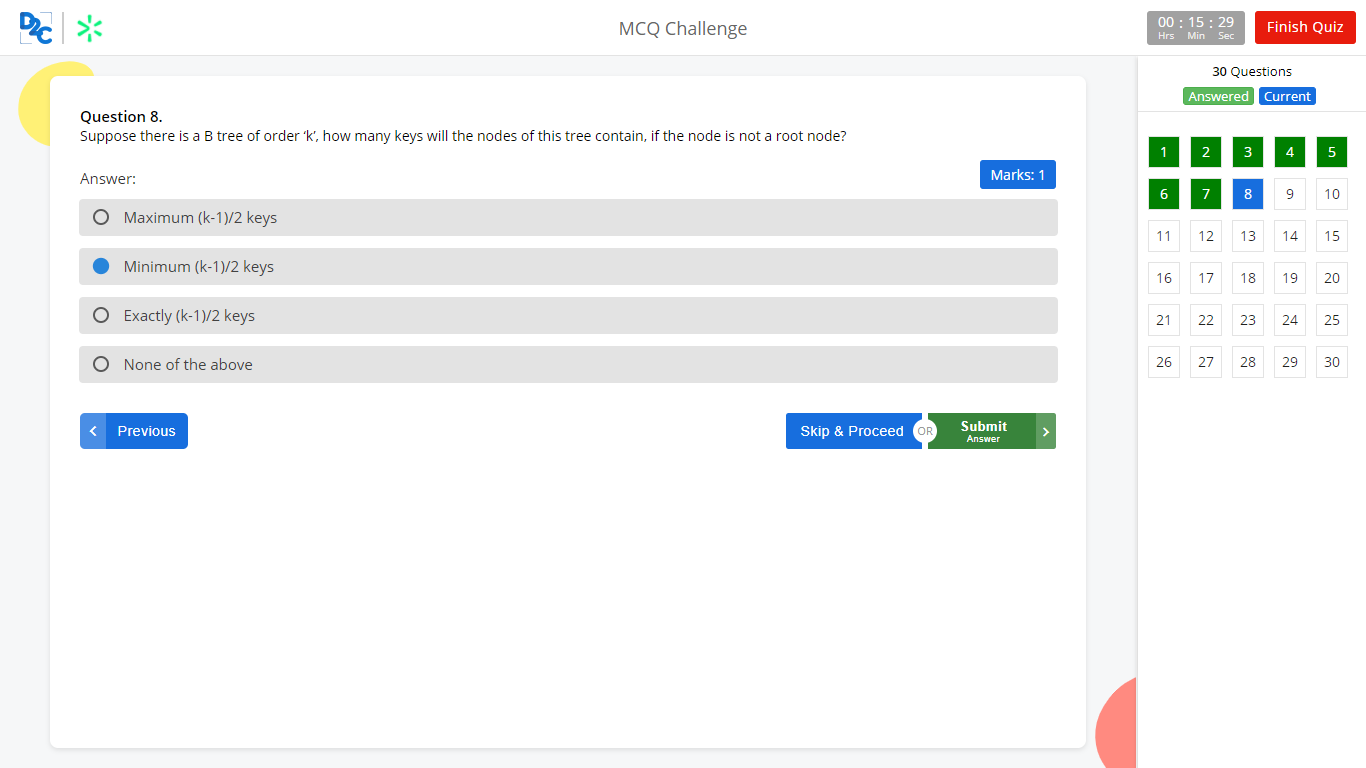 D2C
MCQ Challenge
00 : 15 : 29
Hrs Min Sec
Finish Quiz
30 Questions
Answered Current
Question 8.
Suppose there is a B tree of order ‘k’, how many keys will the nodes of this tree contain, if the node is not a root node?
Answer:
Marks: 1
Maximum (k-1)/2 keys
Minimum (k-1)/2 keys
Exactly (k-1)/2 keys
None of the above
Previous
Skip & Proceed
OR
Submit
Answer
1 2 3 4 5
6 7 8 9 10
11 12 13 14 15
16 17 18 19 20
21 22 23 24 25
26 27 28 29 30